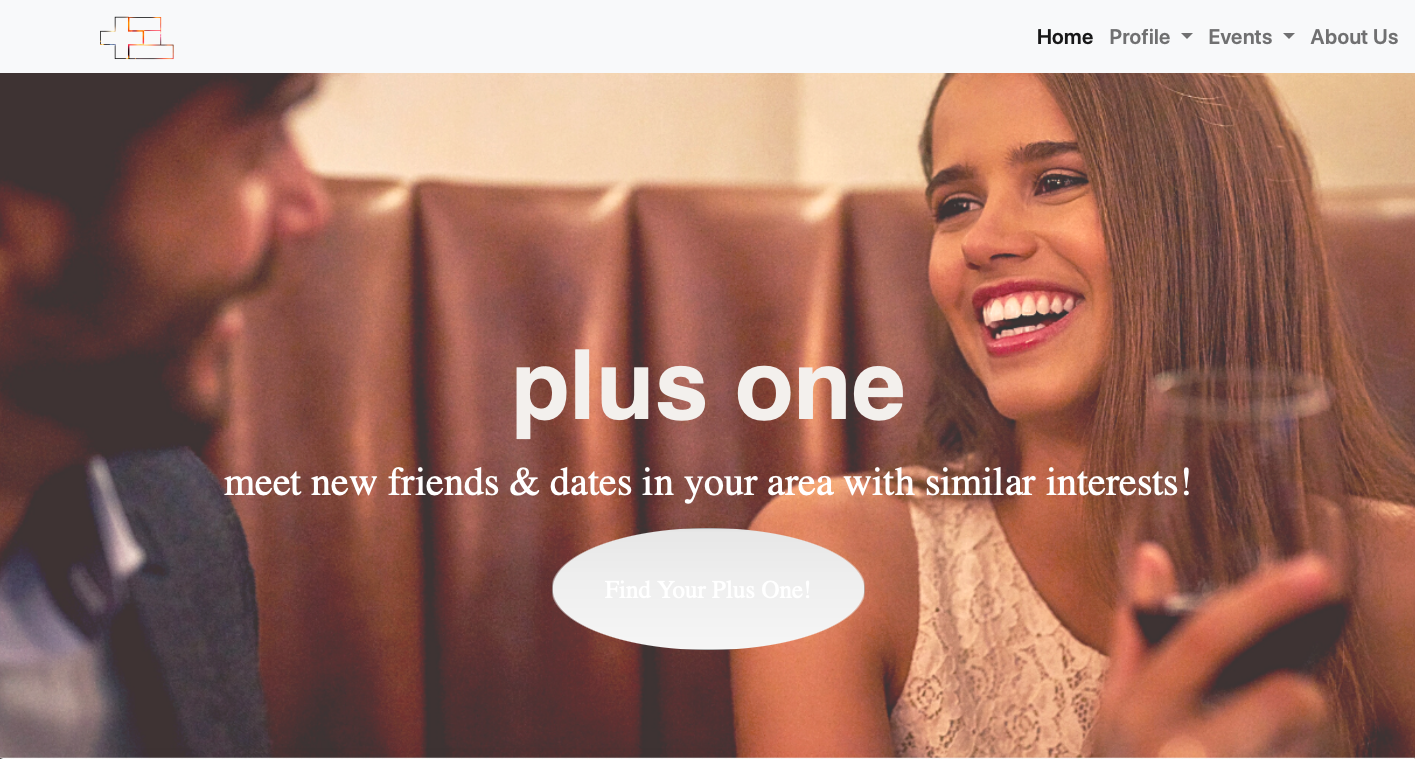 Home Profile Events About Us
plus one
meet new friends & dates in your area with similar interests!
Find Your Plus One!